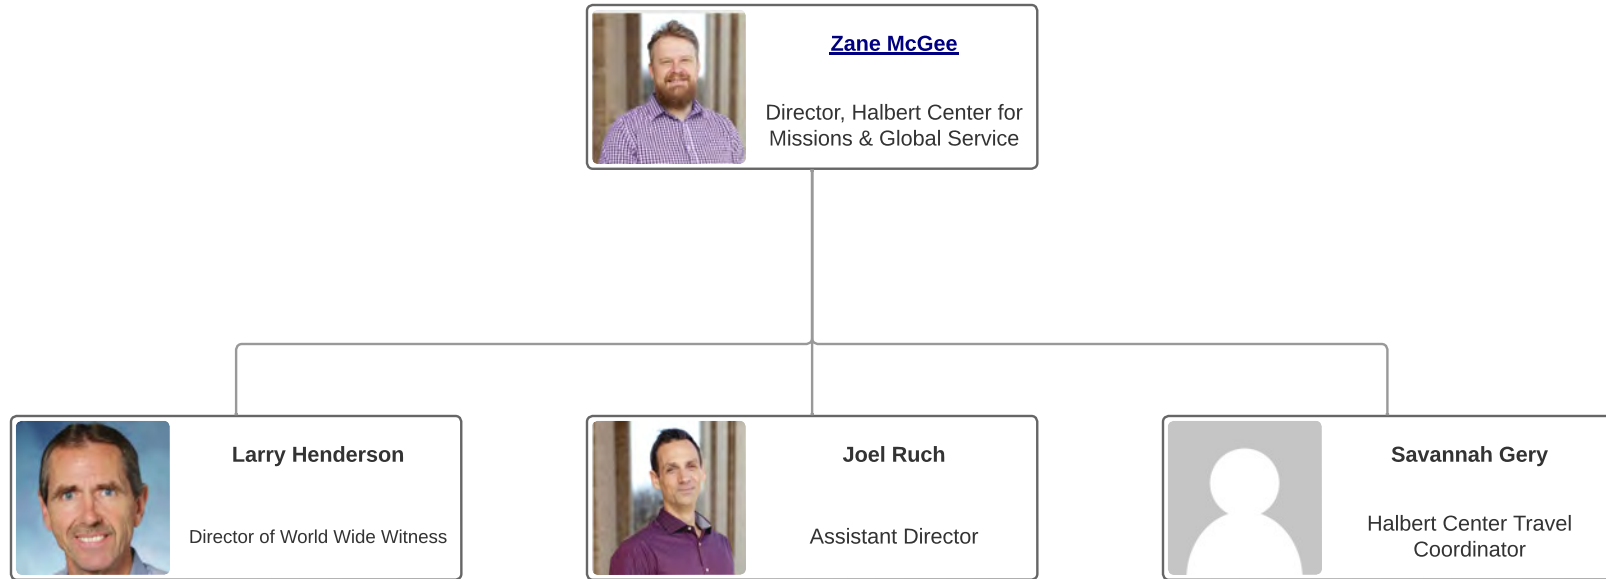 Zane McGee
Director, Halbert Center for
Missions & Global Service
Larry Henderson
Director of World Wide Witness
Joel Ruch
Assistant Director
Savannah Gery
Halbert Center Travel
Coordinator